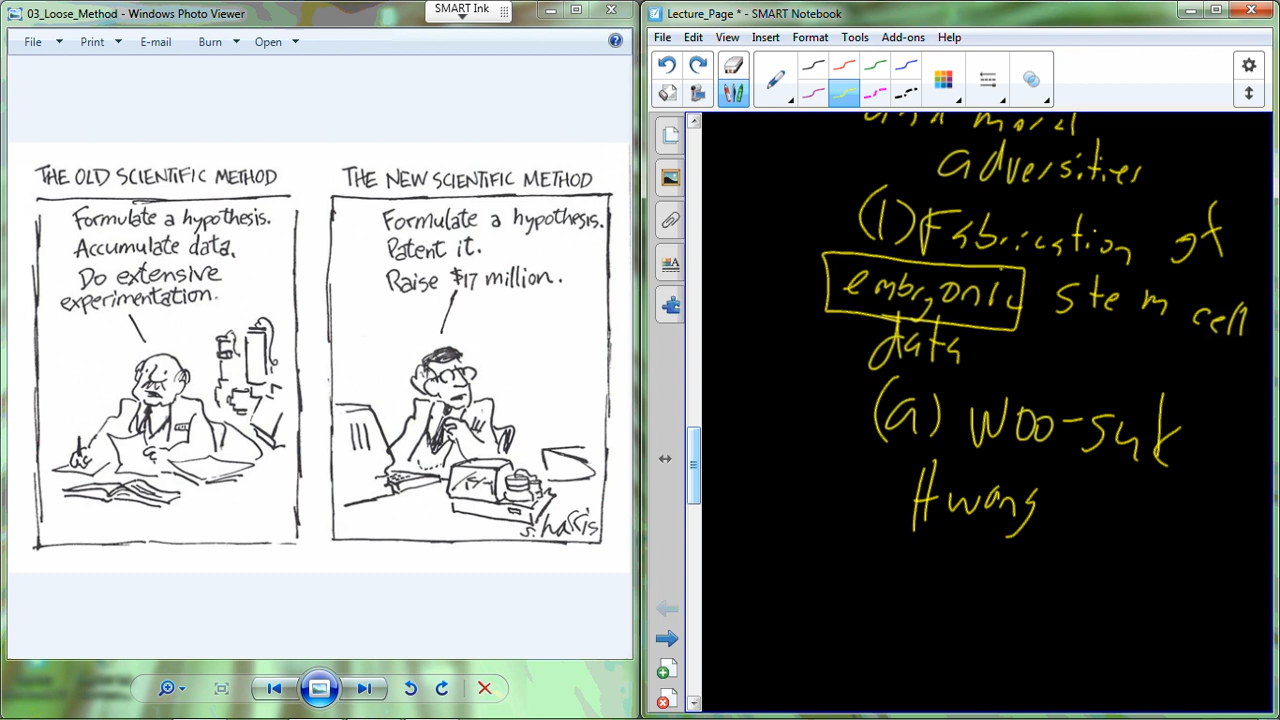 03_Loose_Method - Windows Photo Viewer
SMART Ink
File Print E-mail Burn Open
THE OLD SCIENTIFIC METHOD
Formulate a hypothesis.
Accumulate data.
Do extensive
experimentation.
THE NEW SCIENTIFIC METHOD
Formulate a hypothesis.
Patent it.
Raise $17 million.
s. harris
Lecture_Page * - SMART Notebook
File Edit View Insert Format Tools Add-ons Help
moral
adversities
(1) Fabrication of
embryonic stem cell
data
(a) Woo-Suk
Hwang